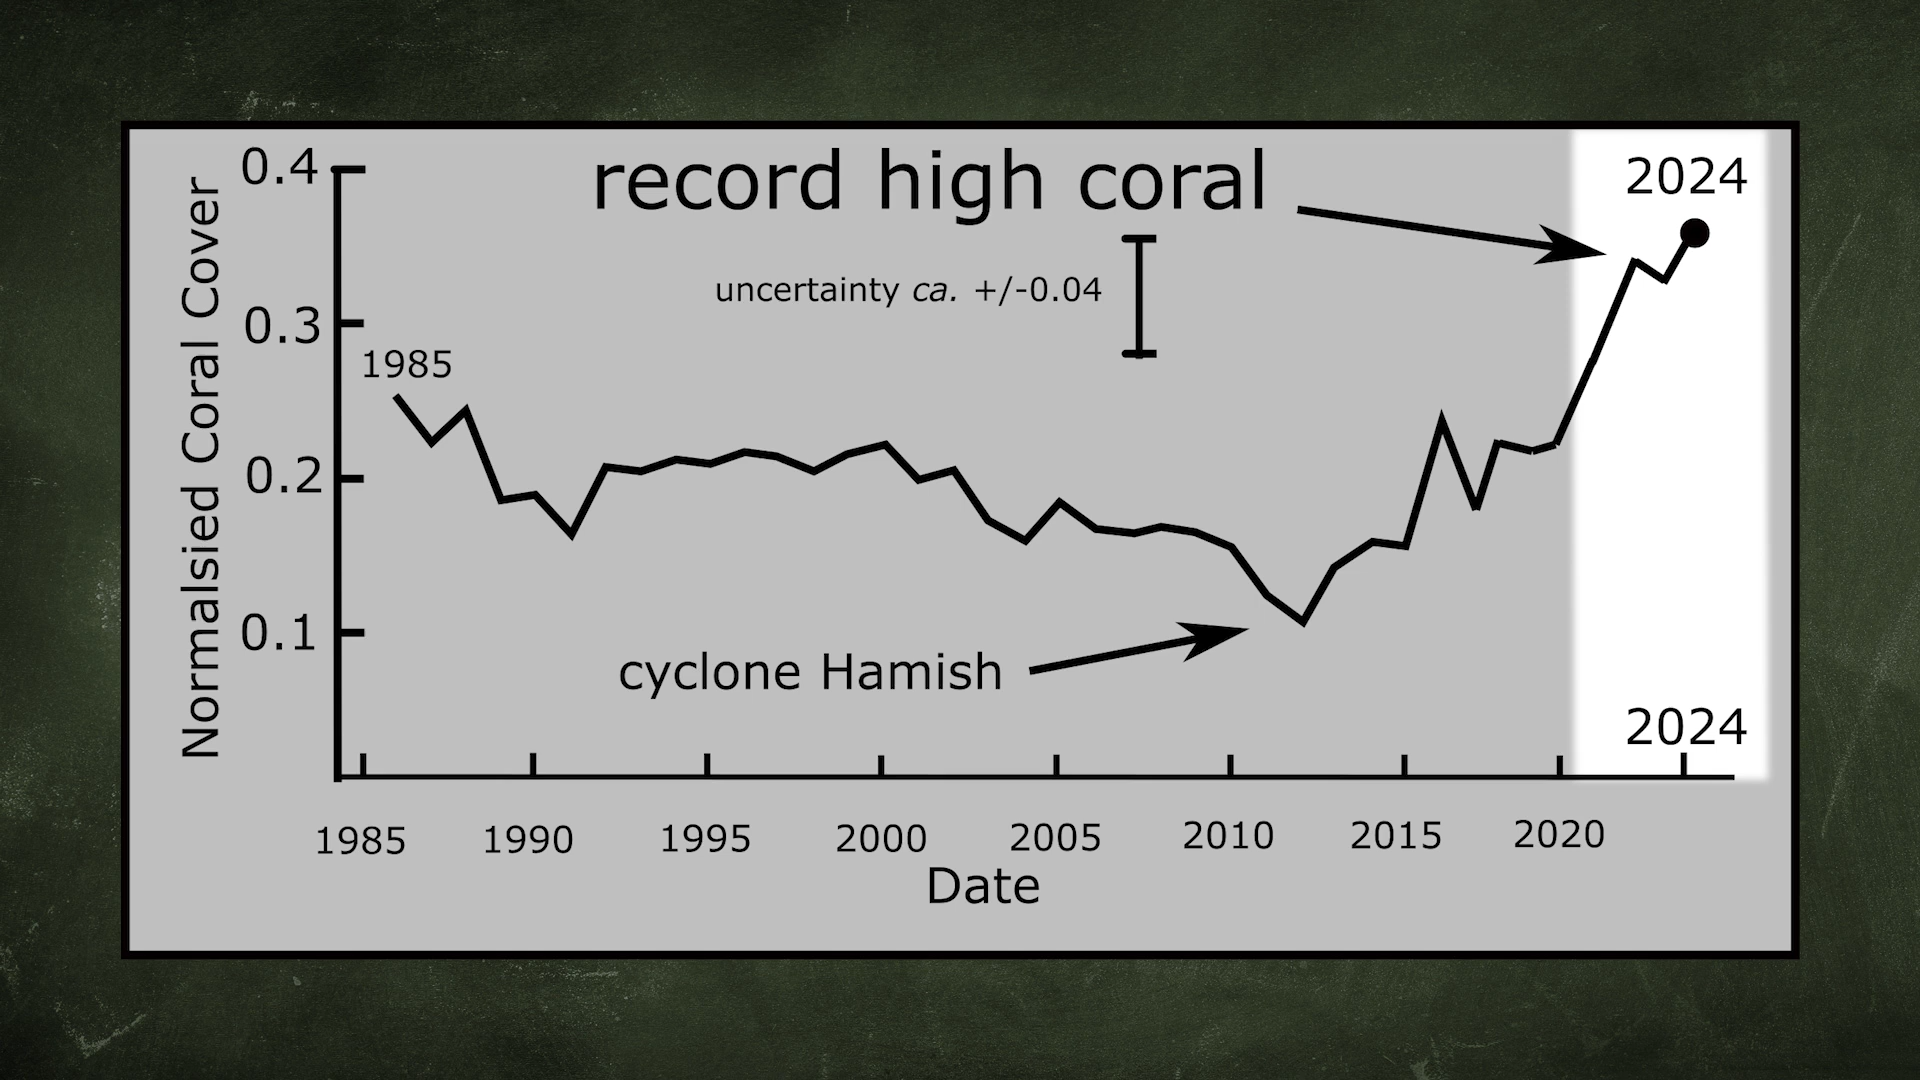 0.4
record high coral
2024
uncertainty ca. +/-0.04
0.3
1985
0.2
0.1
cyclone Hamish
2024
Normalsied Coral Cover
1985 1990 1995 2000 2005 2010 2015 2020
Date